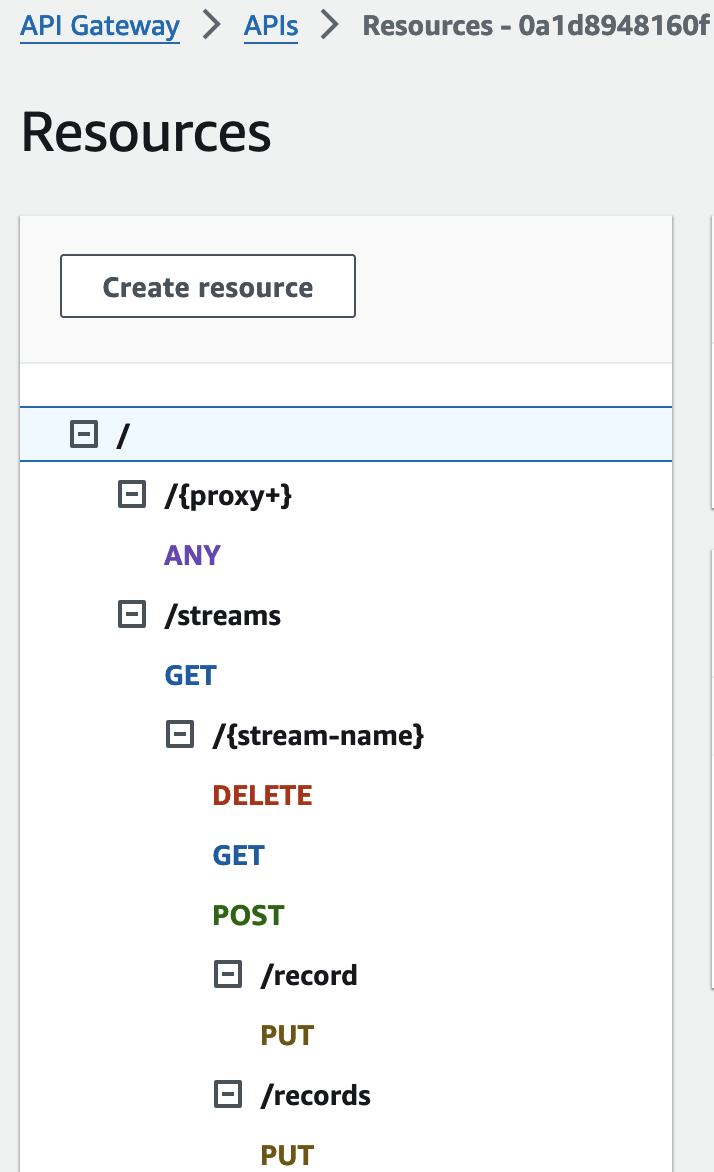 API Gateway > APIs > Resources - 0a1d8948160f
Resources
Create resource
/
/{proxy+}
ANY
/streams
GET
/{stream-name}
DELETE
GET
POST
/record
PUT
/records
PUT